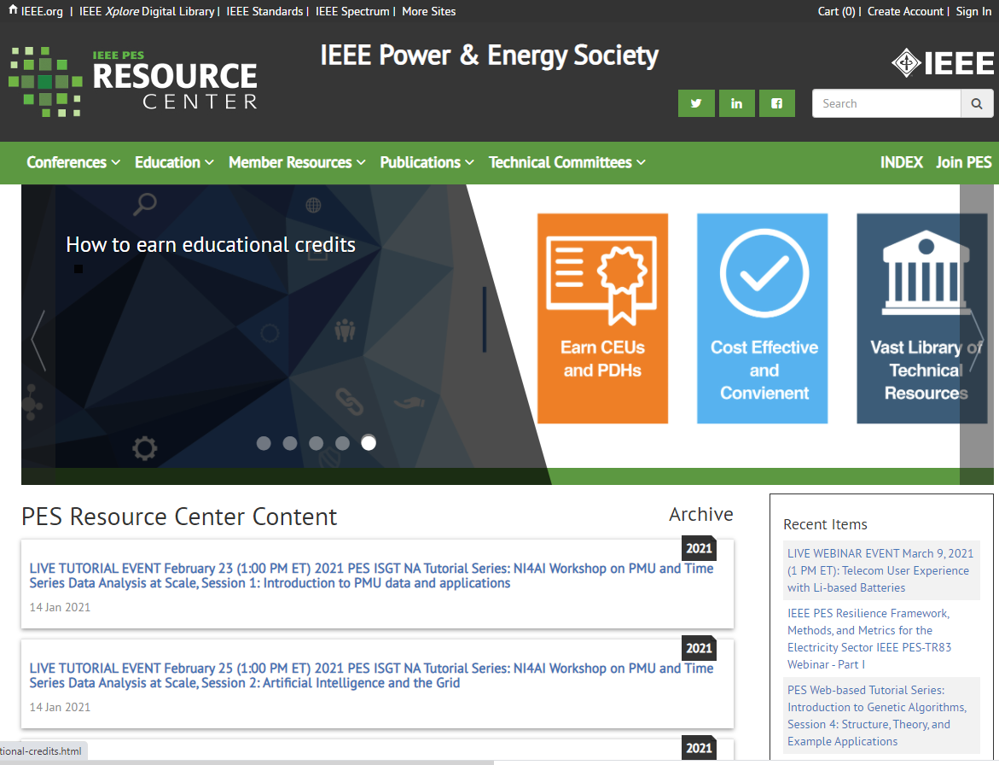 IEEE.org | IEEE Xplore Digital Library | IEEE Standards | IEEE Spectrum | More Sites
Cart (0) | Create Account | Sign In
IEEE PES
RESOURCE
CENTER
IEEE Power & Energy Society
IEEE
Search
Conferences Education Member Resources Publications Technical Committees
INDEX Join PES
How to earn educational credits
Earn CEUs
and PDHs
Cost Effective
and
Convienent
Vast Library of
Technical
Resources
PES Resource Center Content
Archive
2021
LIVE TUTORIAL EVENT February 23 (1:00 PM ET) 2021 PES ISGT NA Tutorial Series: NI4AI Workshop on PMU and Time
Series Data Analysis at Scale, Session 1: Introduction to PMU data and applications
14 Jan 2021
2021
LIVE TUTORIAL EVENT February 25 (1:00 PM ET) 2021 PES ISGT NA Tutorial Series: NI4AI Workshop on PMU and Time
Series Data Analysis at Scale, Session 2: Artificial Intelligence and the Grid
14 Jan 2021
2021
Recent Items
LIVE WEBINAR EVENT March 9, 2021
(1 PM ET): Telecom User Experience
with Li-based Batteries
IEEE PES Resilience Framework,
Methods, and Metrics for the
Electricity Sector IEEE PES-TR83
Webinar - Part I
PES Web-based Tutorial Series:
Introduction to Genetic Algorithms,
Session 4: Structure, Theory, and
Example Applications
tional-credits.html